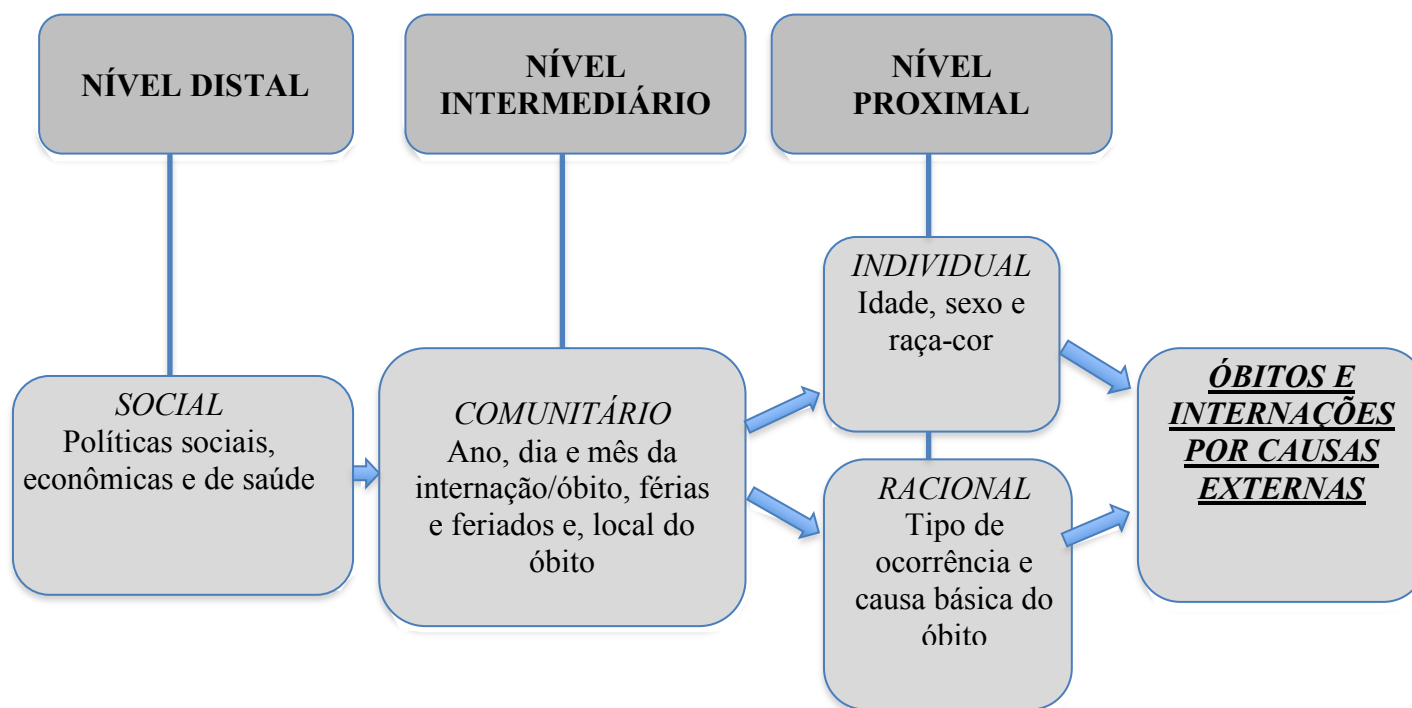 NÍVEL DISTAL
NÍVEL
INTERMEDIÁRIO
NÍVEL
PROXIMAL
SOCIAL
Políticas sociais,
econômicas e de saúde
COMUNITÁRIO
Ano, dia e mês da
internação/óbito, férias
e feriados e, local do
óbito
INDIVIDUAL
Idade, sexo e
raça-cor
RACIONAL
Tipo de
ocorrência e
causa básica do
óbito
ÓBITOS E
INTERNAÇÕES
POR CAUSAS
EXTERNAS